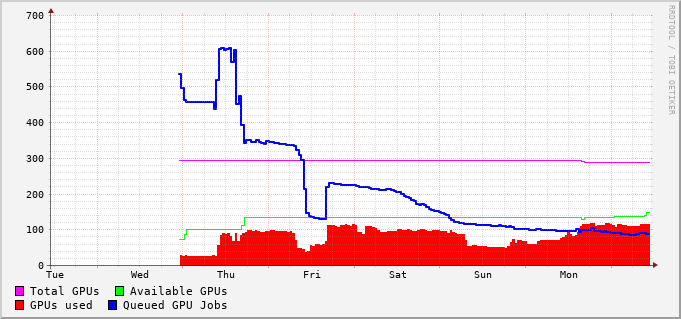 700
600
500
400
300
200
100
0
Tue Wed Thu Fri Sat Sun Mon
Total GPUs Available GPUs
GPUs used Queued GPU Jobs
RRDTOOL / TOBI OETIKER